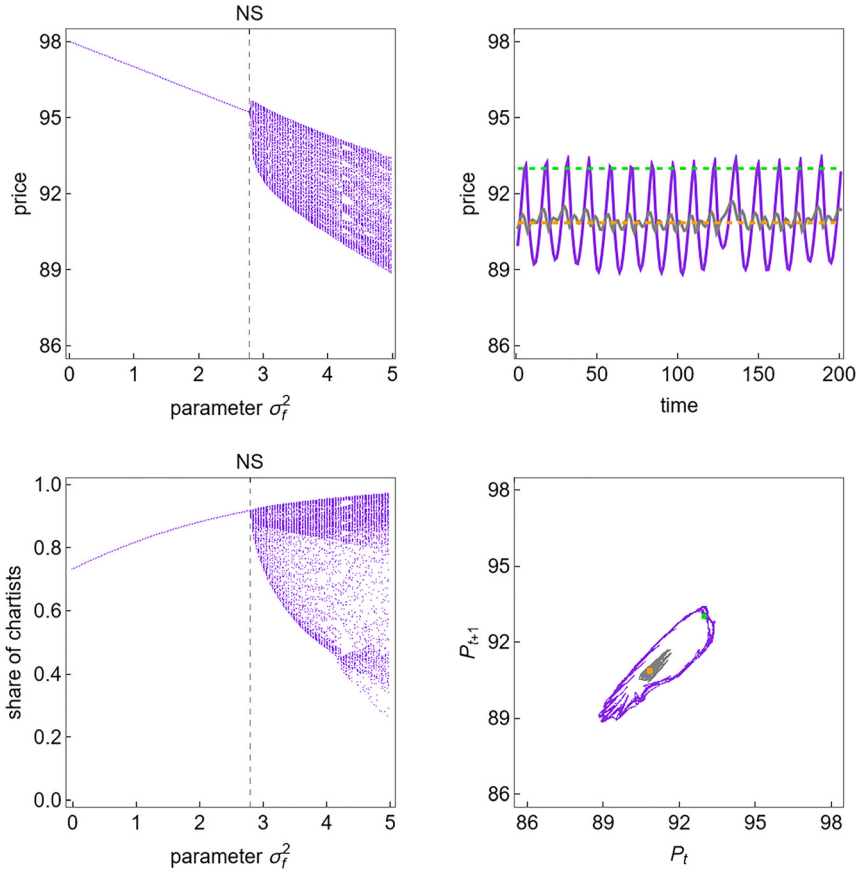 NS
98
95
92
89
86
price
0 1 2 3 4 5
parameter σ_f^2
98
95
92
89
86
price
0 50 100 150 200
time
NS
1.0
0.8
0.6
0.4
0.2
0.0
share of chartists
0 1 2 3 4 5
parameter σ_f^2
98
95
92
89
86
P_{t+1}
86 89 92 95 98
P_t